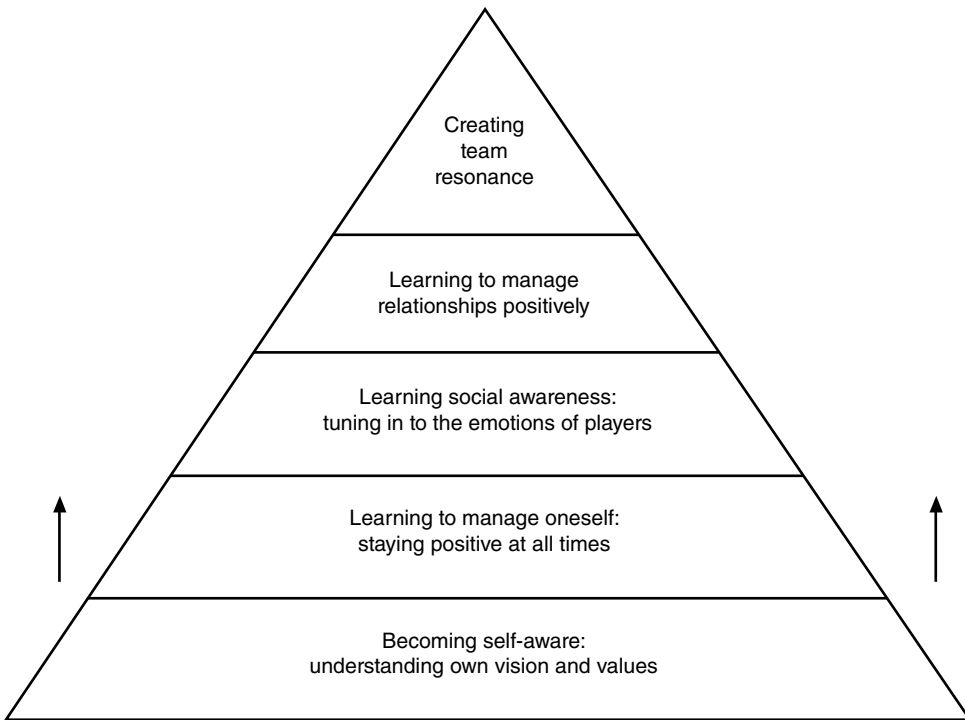 Creating
team
resonance
Learning to manage
relationships positively
Learning social awareness:
tuning in to the emotions of players
Learning to manage oneself:
staying positive at all times
Becoming self-aware:
understanding own vision and values